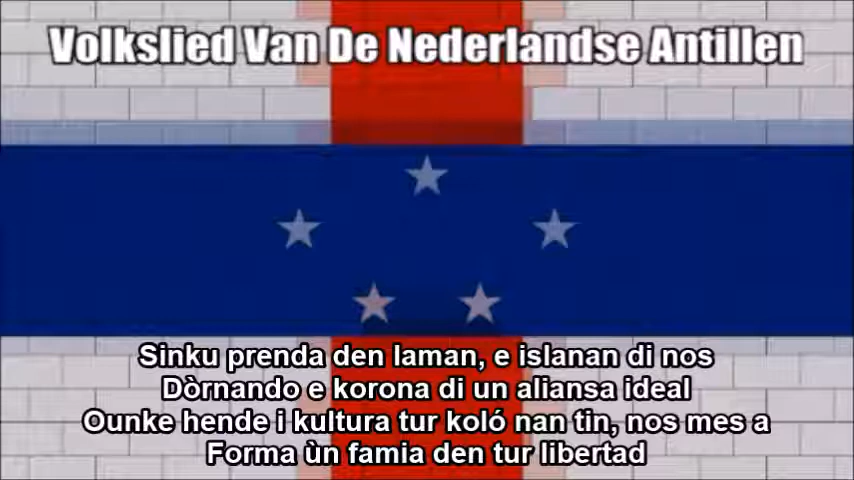 Volkslied Van De Nederlandse Antillen
Sinku prenda den laman, e islanan di nos
Dòrnando e korona di un aliansa ideal
Ounke hende i kultura tur koló nan tin, nos mes a
Forma ùn famia den tur libertad